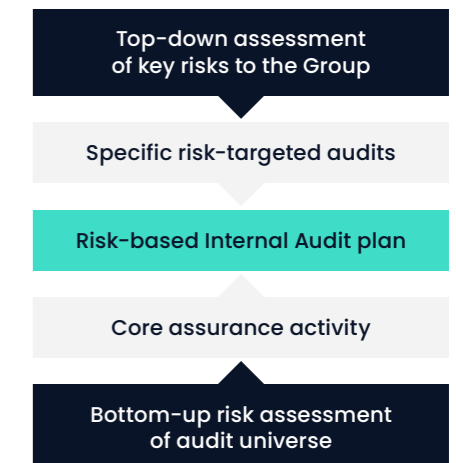 Top-down assessment
of key risks to the Group
Specific risk-targeted audits
Risk-based Internal Audit plan
Core assurance activity
Bottom-up risk assessment
of audit universe